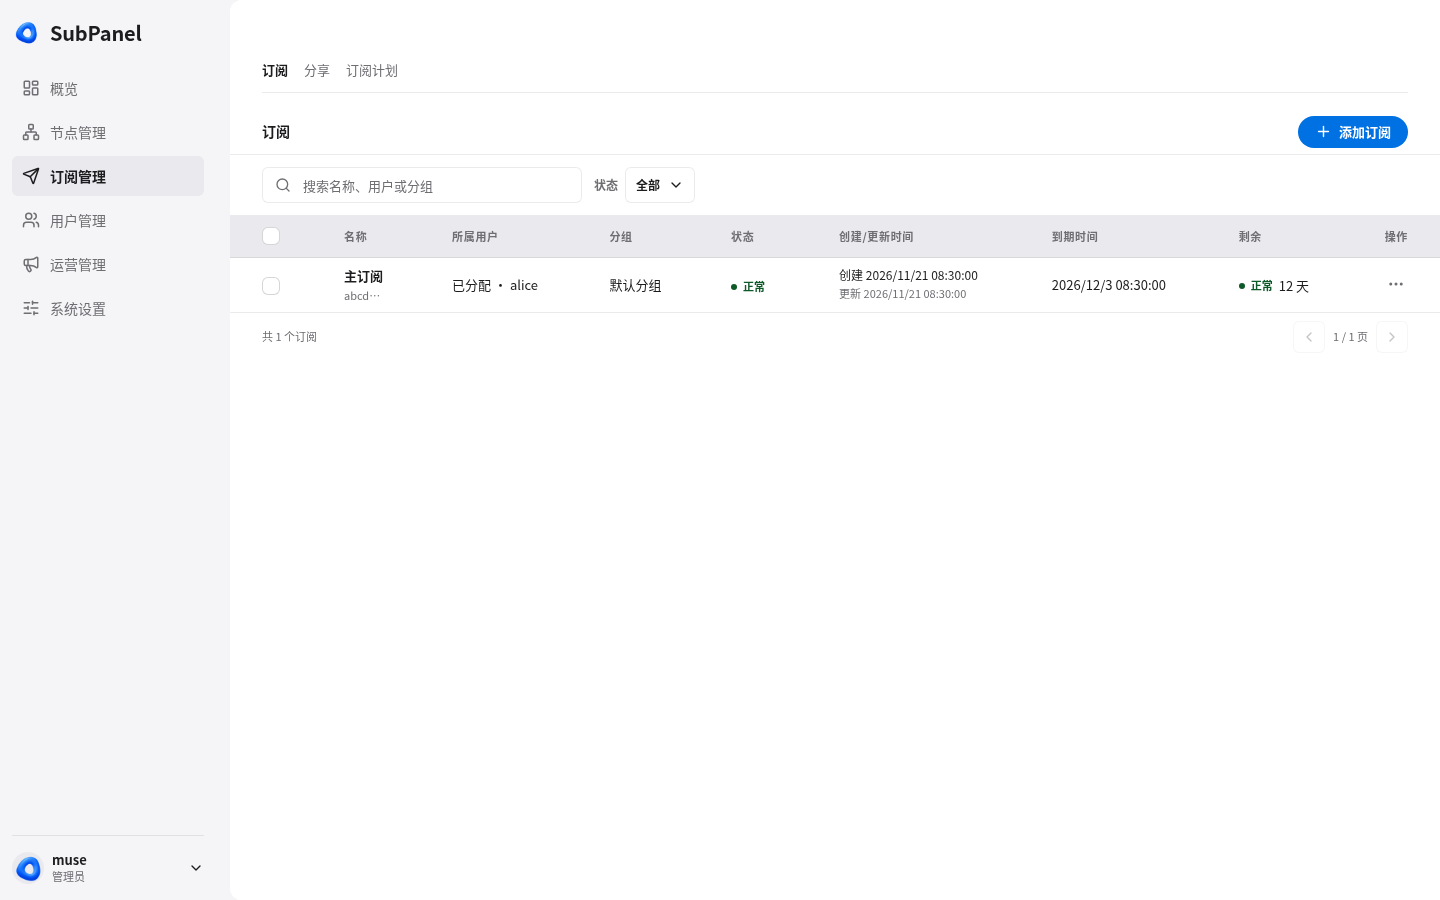 SubPanel
概览
节点管理
订阅管理
用户管理
运营管理
系统设置
muse
管理员
订阅 分享 订阅计划
订阅
添加订阅
搜索名称、用户或分组
状态 全部
名称 所属用户 分组 状态 创建/更新时间 到期时间 剩余 操作
主订阅
abcd…
已分配 · alice
默认分组
正常
创建 2026/11/21 08:30:00
更新 2026/11/21 08:30:00
2026/12/3 08:30:00
正常 12 天
共 1 个订阅
1 / 1 页